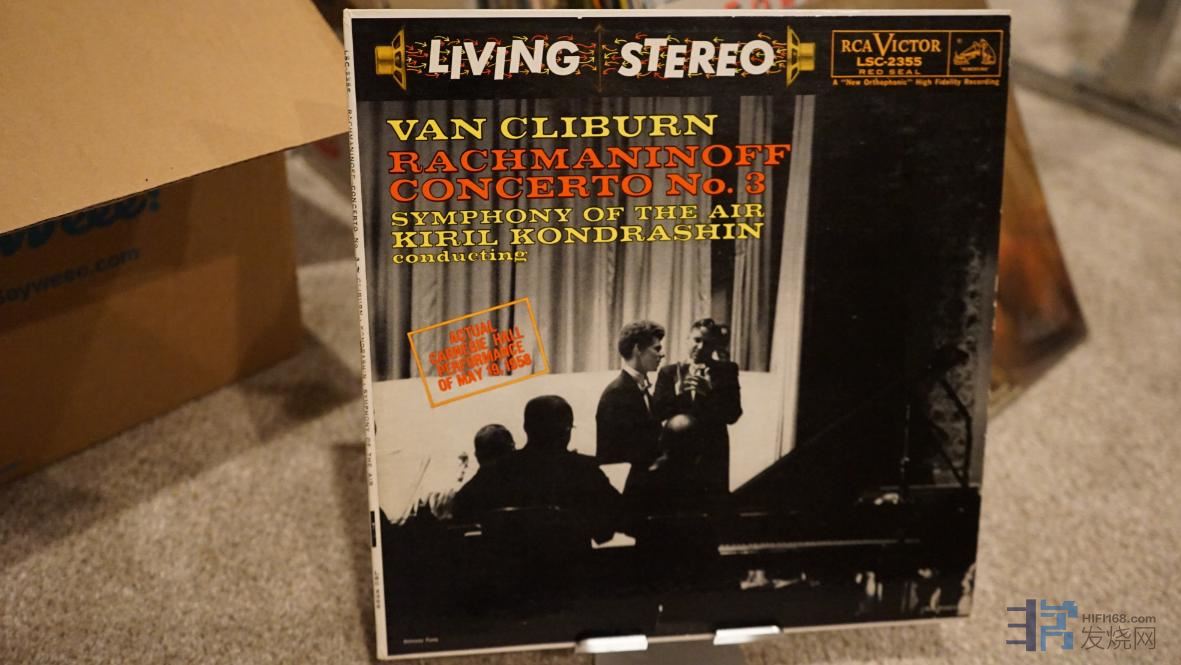 LIVING STEREO
RCA VICTOR
LSC-2355
RED SEAL
A "New Orthophonic" High Fidelity Recording
VAN CLIBURN
RACHMANINOFF
CONCERTO No. 3
SYMPHONY OF THE AIR
KIRIL KONDRASHIN
conducting
ACTUAL
CARNEGIE HALL
PERFORMANCE
OF MAY 19, 1958
HIFI168.com
发烧网